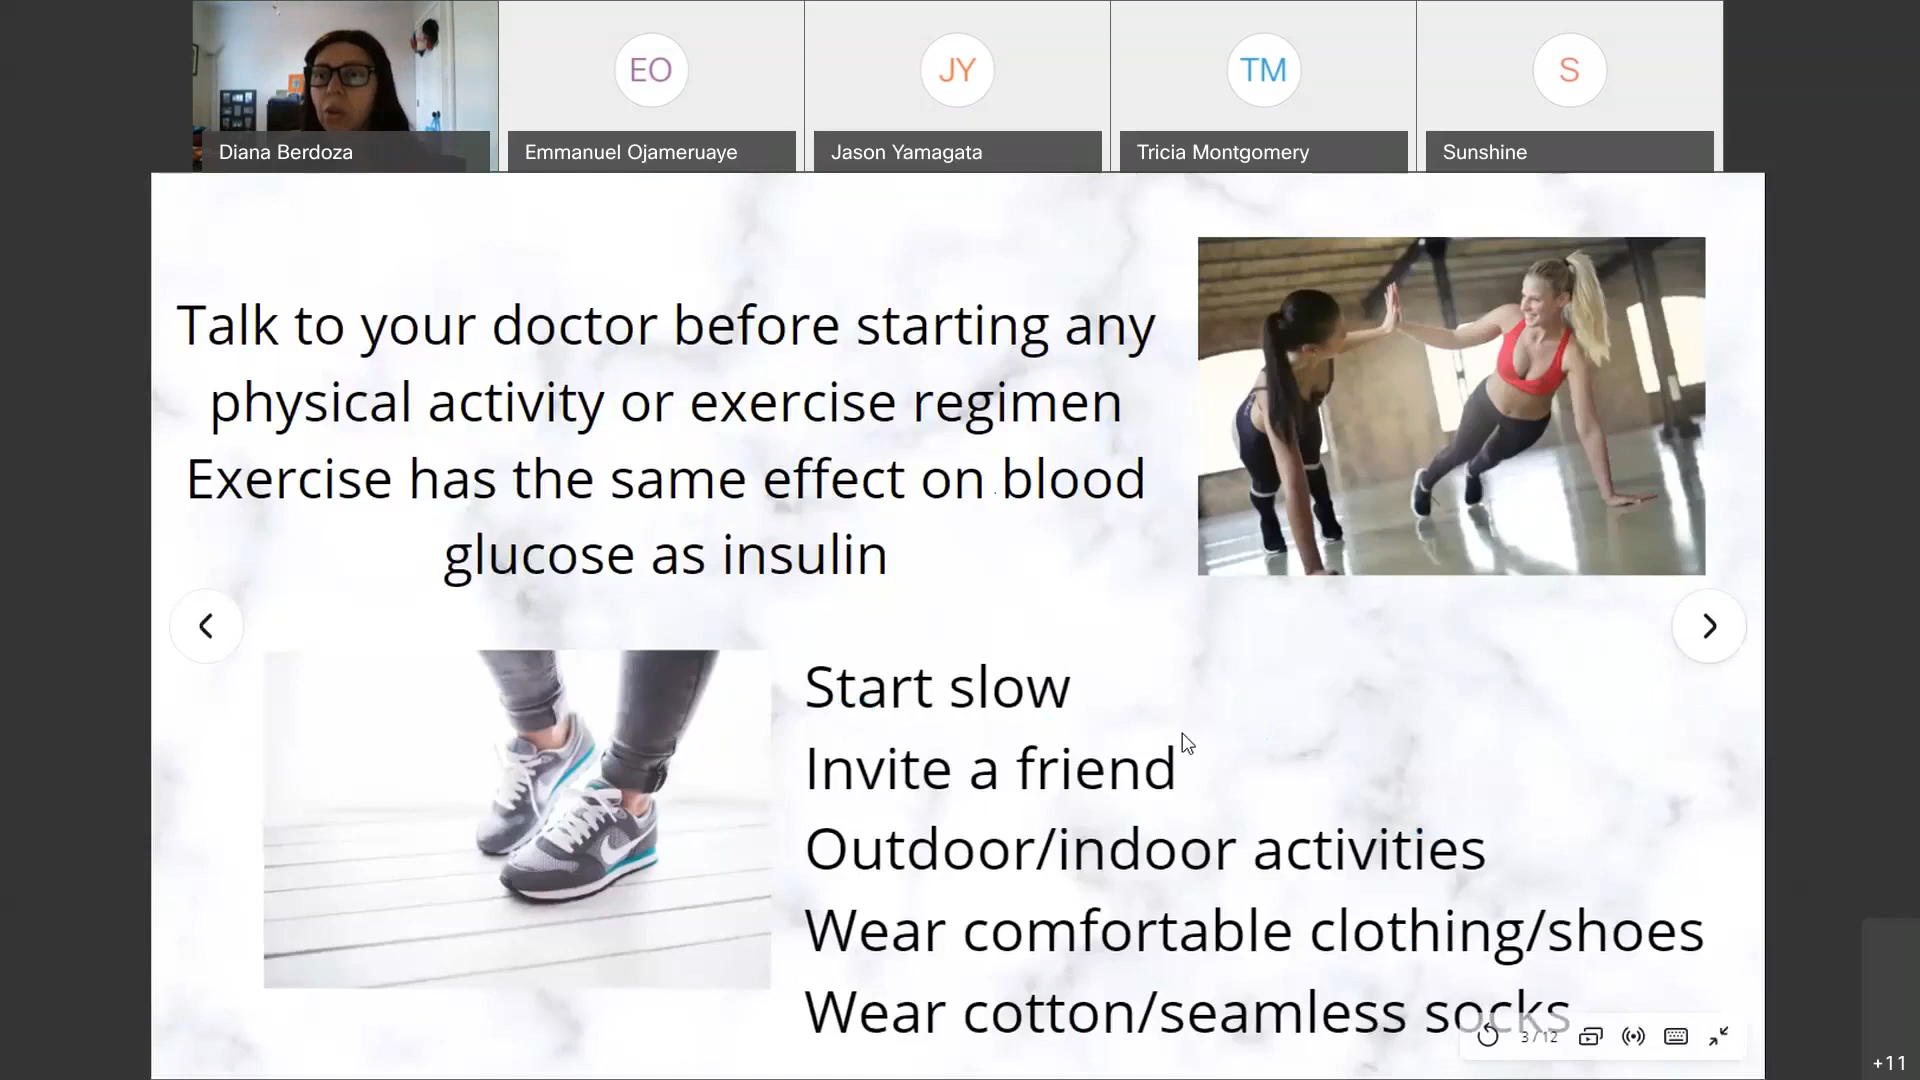 EO
JY
TM
S
Diana Berdoza
Emmanuel Ojameruaye
Jason Yamagata
Tricia Montgomery
Sunshine
Talk to your doctor before starting any
physical activity or exercise regimen
Exercise has the same effect on blood
glucose as insulin
Start slow
Invite a friend
Outdoor/indoor activities
Wear comfortable clothing/shoes
Wear cotton/seamless socks
3 / 12
+11